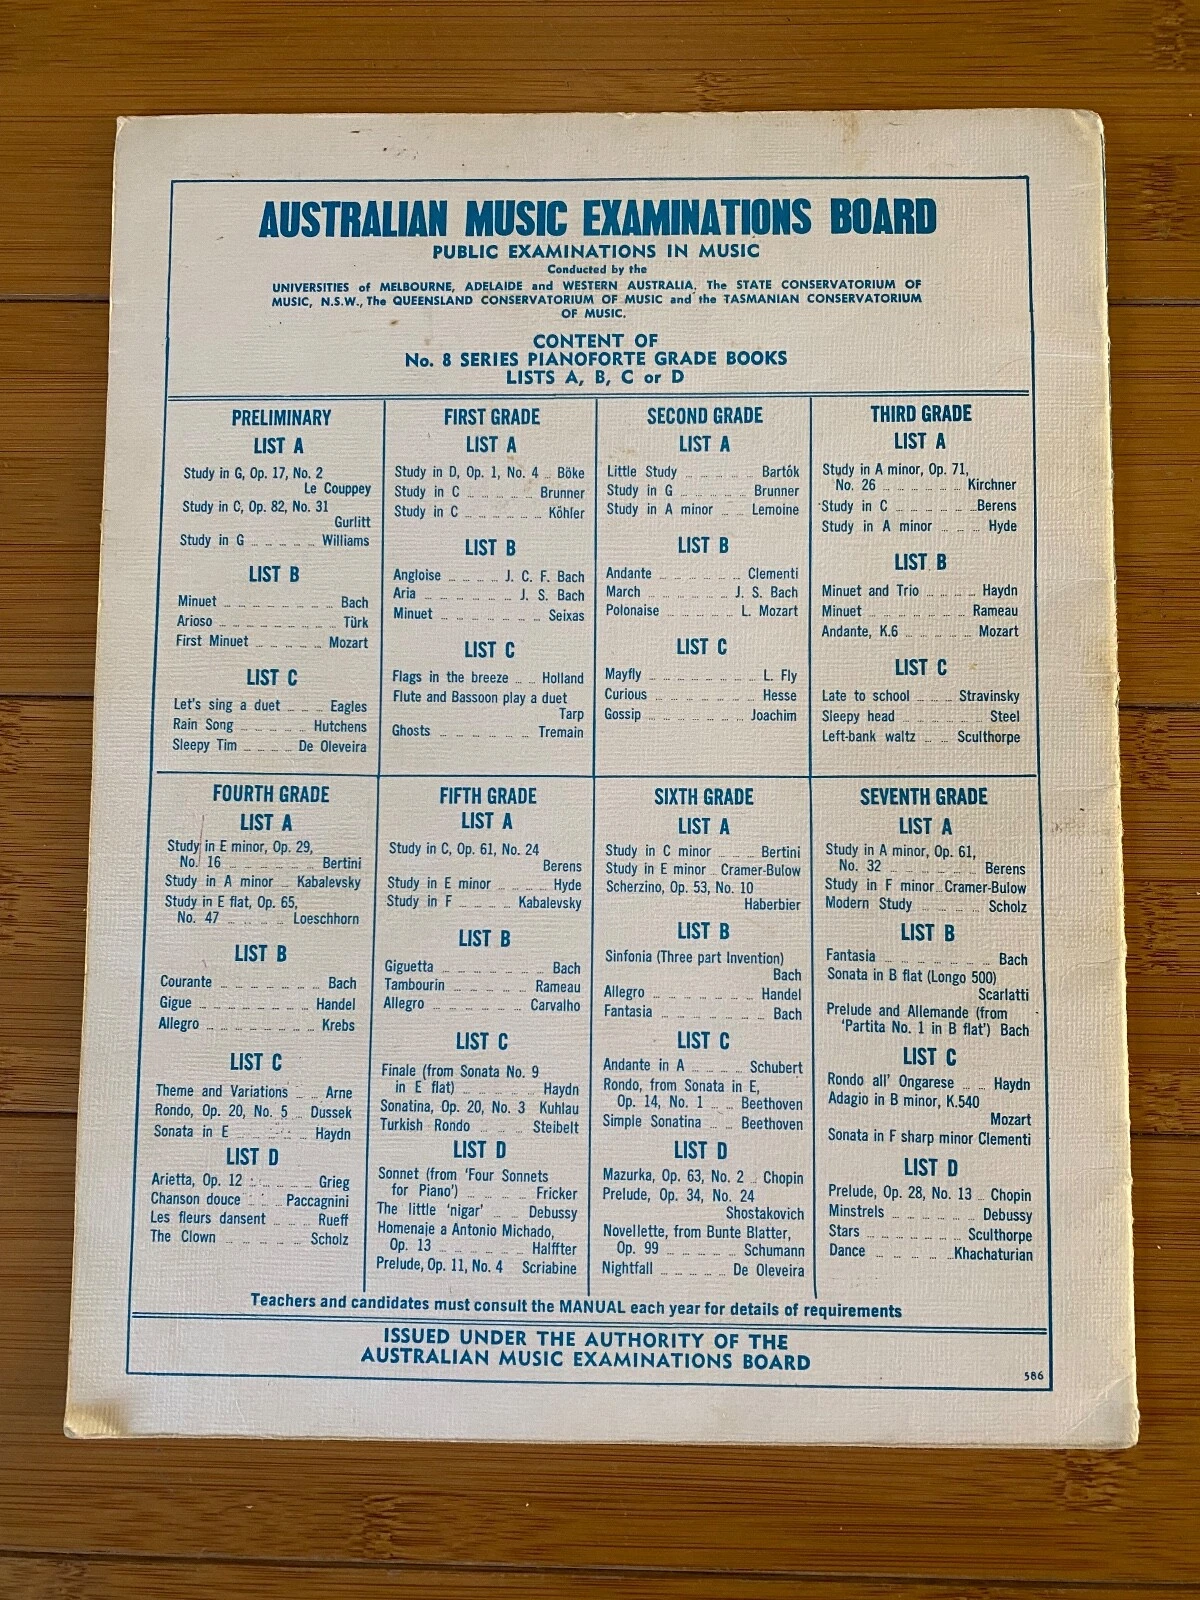 AUSTRALIAN MUSIC EXAMINATIONS BOARD
PUBLIC EXAMINATIONS IN MUSIC
Conducted by the
UNIVERSITIES of MELBOURNE, ADELAIDE and WESTERN AUSTRALIA, The STATE CONSERVATORIUM OF
MUSIC, N.S.W., The QUEENSLAND CONSERVATORIUM OF MUSIC and the TASMANIAN CONSERVATORIUM
OF MUSIC.
CONTENT OF
No. 8 SERIES PIANOFORTE GRADE BOOKS
LISTS A, B, C or D
PRELIMINARY
LIST A
Study in G, Op. 17, No. 2
Le Couppey
Study in C, Op. 82, No. 31
Gurlitt
Study in G Williams
LIST B
Minuet Bach
Arioso Türk
First Minuet Mozart
LIST C
Let's sing a duet Eagles
Rain Song Hutchens
Sleepy Tim De Oleveira
FIRST GRADE
LIST A
Study in D, Op. 1, No. 4 Böke
Study in C Brunner
Study in C Köhler
LIST B
Angloise J. C. F. Bach
Aria J. S. Bach
Minuet Seixas
LIST C
Flags in the breeze Holland
Flute and Bassoon play a duet
Tarp
Ghosts Tremain
SECOND GRADE
LIST A
Little Study Bartók
Study in G Brunner
Study in A minor Lemoine
LIST B
Andante Clementi
March J. S. Bach
Polonaise L. Mozart
LIST C
Mayfly L. Fly
Curious Hesse
Gossip Joachim
THIRD GRADE
LIST A
Study in A minor, Op. 71,
No. 26 Kirchner
Study in C Berens
Study in A minor Hyde
LIST B
Minuet and Trio Haydn
Minuet Rameau
Andante, K.6 Mozart
LIST C
Late to school Stravinsky
Sleepy head Steel
Left-bank waltz Sculthorpe
FOURTH GRADE
LIST A
Study in E minor, Op. 29,
No. 16 Bertini
Study in A minor Kabalevsky
Study in E flat, Op. 65,
No. 47 Loeschhorn
LIST B
Courante Bach
Gigue Handel
Allegro Krebs
LIST C
Theme and Variations Arne
Rondo, Op. 20, No. 5 Dussek
Sonata in E Haydn
LIST D
Arietta, Op. 12 Grieg
Chanson douce Paccagnini
Les fleurs dansent Rueff
The Clown Scholz
FIFTH GRADE
LIST A
Study in C, Op. 61, No. 24
Berens
Study in E minor Hyde
Study in F Kabalevsky
LIST B
Giguetta Bach
Tambourin Rameau
Allegro Carvalho
LIST C
Finale (from Sonata No. 9
in E flat) Haydn
Sonatina, Op. 20, No. 3 Kuhlau
Turkish Rondo Steibelt
LIST D
Sonnet (from 'Four Sonnets
for Piano') Fricker
The little 'nigar' Debussy
Homenaje a Antonio Michado,
Op. 13 Halffter
Prelude, Op. 11, No. 4 Scriabine
SIXTH GRADE
LIST A
Study in C minor Bertini
Study in E minor Cramer-Bulow
Scherzino, Op. 53, No. 10
Haberbier
LIST B
Sinfonia (Three part Invention)
Bach
Allegro Handel
Fantasia Bach
LIST C
Andante in A Schubert
Rondo, from Sonata in E,
Op. 14, No. 1 Beethoven
Simple Sonatina Beethoven
LIST D
Mazurka, Op. 63, No. 2 Chopin
Prelude, Op. 34, No. 24
Shostakovich
Novellette, from Bunte Blatter,
Op. 99 Schumann
Nightfall De Oleveira
SEVENTH GRADE
LIST A
Study in A minor, Op. 61,
No. 32 Berens
Study in F minor Cramer-Bulow
Modern Study Scholz
LIST B
Fantasia Bach
Sonata in B flat (Longo 500)
Scarlatti
Prelude and Allemande (from
'Partita No. 1 in B flat') Bach
LIST C
Rondo all' Ongarese Haydn
Adagio in B minor, K.540
Mozart
Sonata in F sharp minor Clementi
LIST D
Prelude, Op. 28, No. 13 Chopin
Minstrels Debussy
Stars Sculthorpe
Dance Khachaturian
Teachers and candidates must consult the MANUAL each year for details of requirements
ISSUED UNDER THE AUTHORITY OF THE
AUSTRALIAN MUSIC EXAMINATIONS BOARD
586